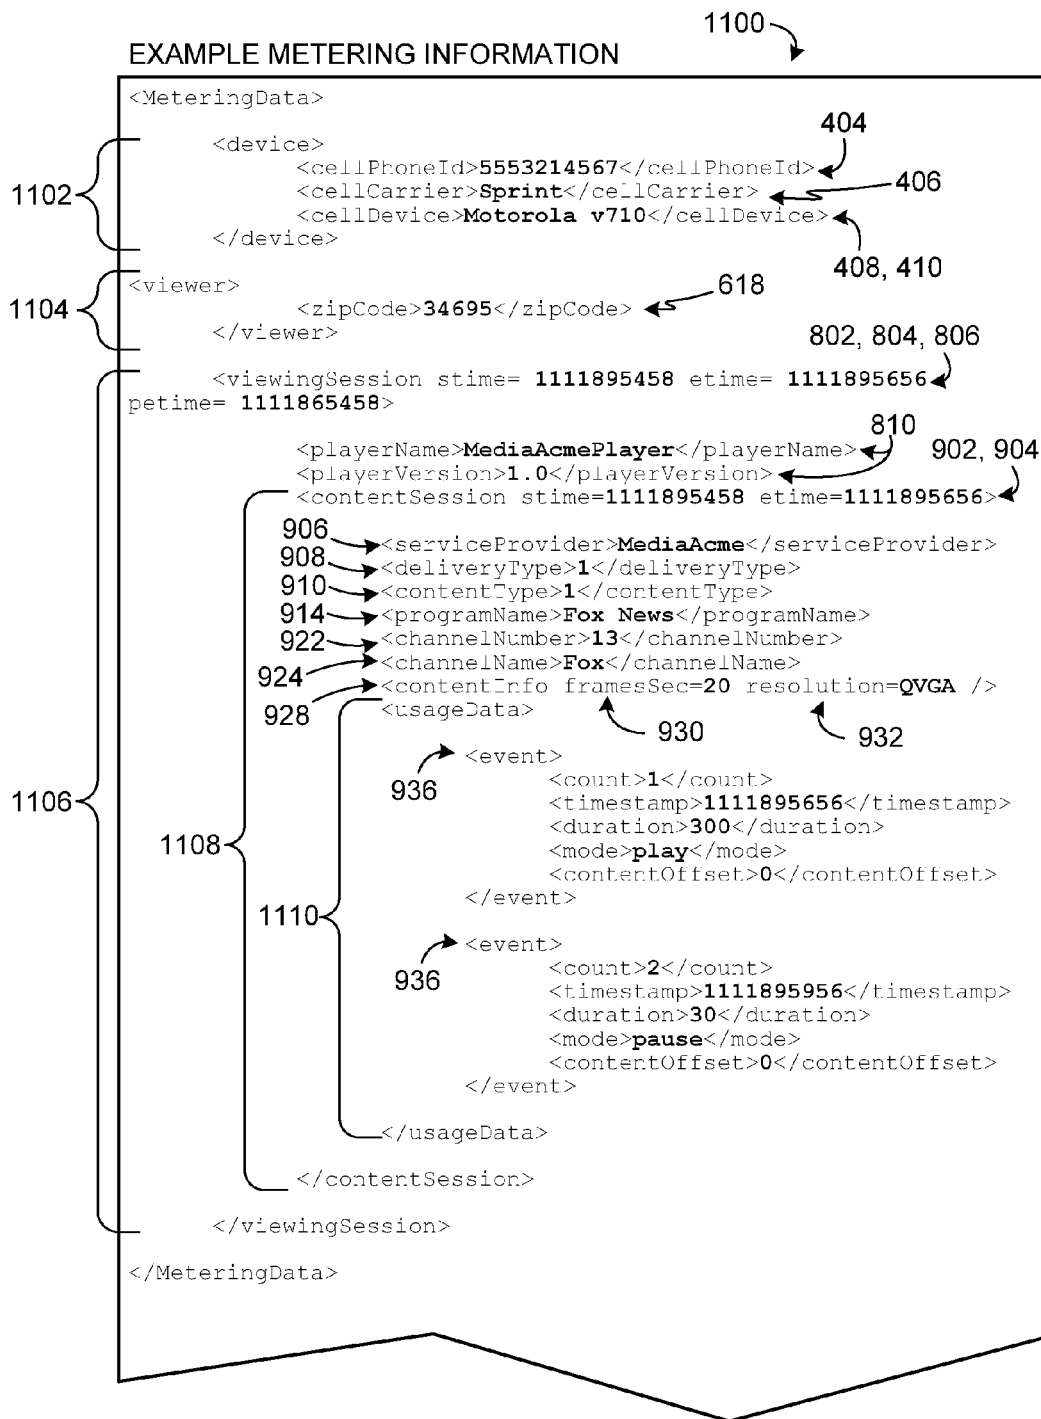 1100
EXAMPLE METERING INFORMATION
<MeteringData>
<device>
404
<cellPhoneId>5553214567</cellPhoneId>
1102
<cellCarrier>Sprint</cellCarrier>
406
<cellDevice>Motorola v710</cellDevice>
</device>
408, 410
<viewer>
618
1104
<zipCode>34695</zipCode>
</viewer>
802, 804, 806
<viewingSession stime= 1111895458 etime= 1111895656
petime= 1111865458>
810
<playerName>MediaAcmePlayer</playerName>
902, 904
<playerVersion>1.0</playerVersion>
<contentSession stime=1111895458 etime=1111895656>
906
<serviceProvider>MediaAcme</serviceProvider>
908
<deliveryType>1</deliveryType>
910
<contentType>1</contentType>
914
<programName>Fox News</programName>
922
<channelNumber>13</channelNumber>
924
<channelName>Fox</channelName>
928
<contentInfo framesSec=20 resolution=QVGA />
<usageData>
930
932
936
<event>
<count>1</count>
1106
<timestamp>1111895656</timestamp>
<duration>300</duration>
1108
<mode>play</mode>
<contentOffset>0</contentOffset>
</event>
1110
936
<event>
<count>2</count>
<timestamp>1111895956</timestamp>
<duration>30</duration>
<mode>pause</mode>
<contentOffset>0</contentOffset>
</event>
</usageData>
</contentSession>
</viewingSession>
</MeteringData>